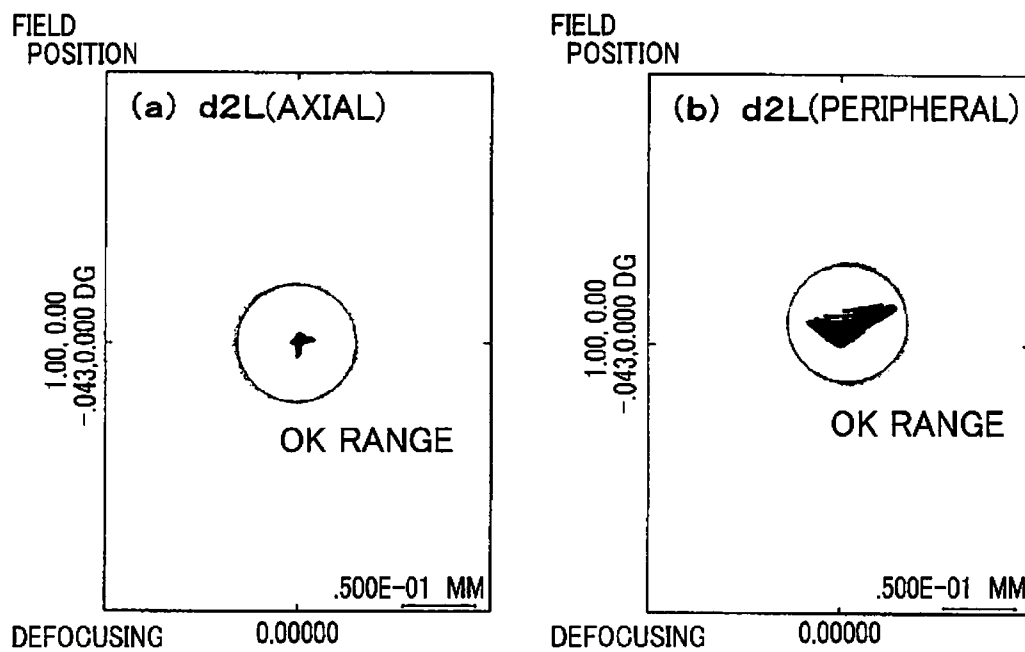 FIELD
POSITION
(a) d2L(AXIAL)
1.00, 0.00
-.043,0.000 DG
OK RANGE
.500E-01 MM
DEFOCUSING 0.00000
FIELD
POSITION
(b) d2L(PERIPHERAL)
1.00, 0.00
-.043,0.000 DG
OK RANGE
.500E-01 MM
DEFOCUSING 0.00000